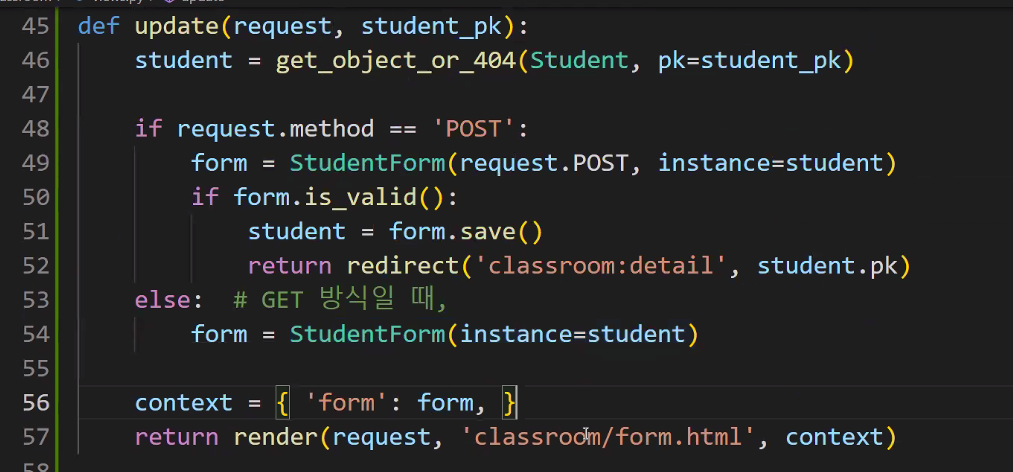 45 def update(request, student_pk):
46     student = get_object_or_404(Student, pk=student_pk)
47
48     if request.method == 'POST':
49         form = StudentForm(request.POST, instance=student)
50         if form.is_valid():
51             student = form.save()
52             return redirect('classroom:detail', student.pk)
53     else:  # GET 방식일 때,
54         form = StudentForm(instance=student)
55
56     context = { 'form': form, }
57     return render(request, 'classroom/form.html', context)
58